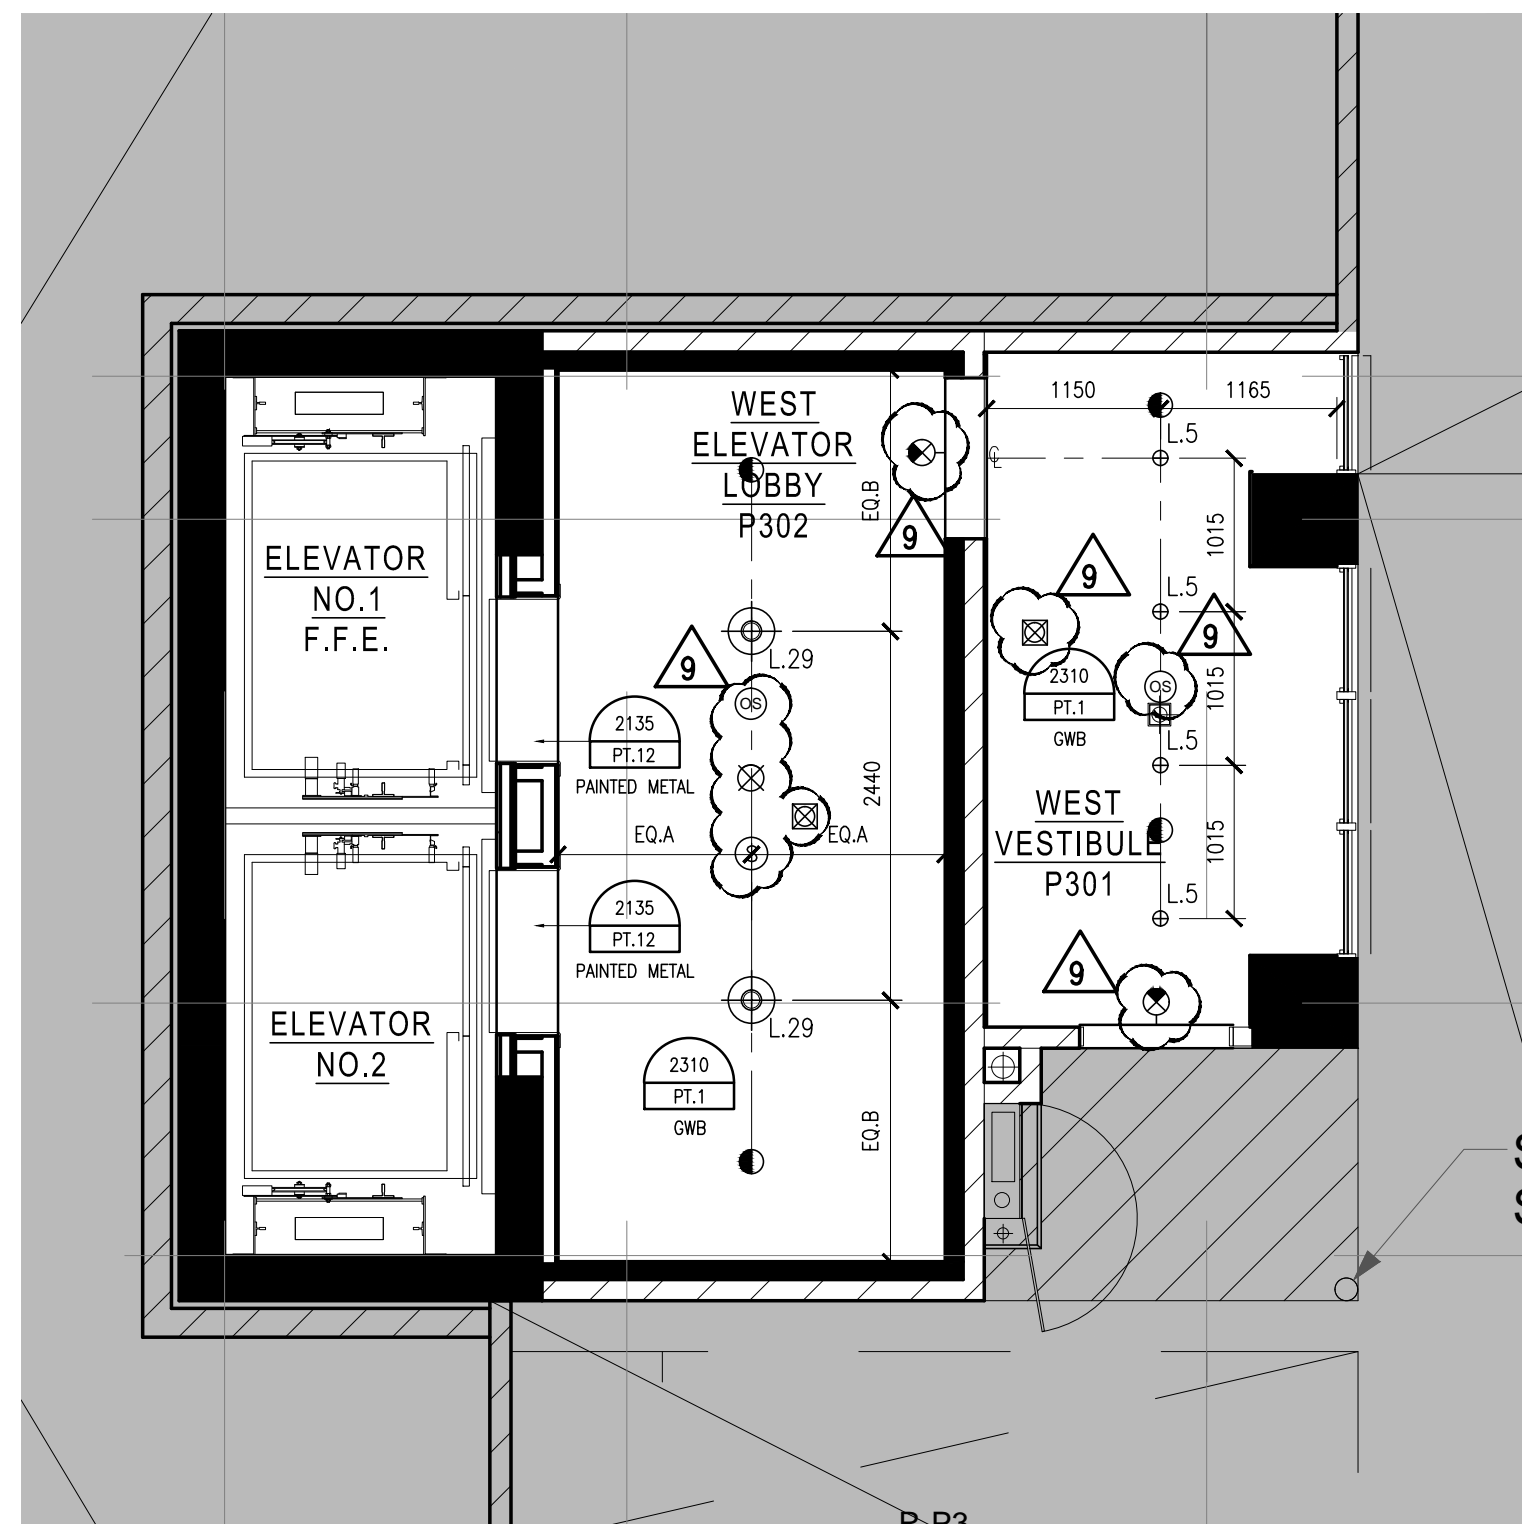 WEST
ELEVATOR
LOBBY
P302
1150
1165
L.5
℄
EQ.B
9
1015
ELEVATOR
NO.1
F.F.E.
9
L.5
9
9
L.29
OS
2310
PT.1
GWB
OS
1015
L.5
2135
PT.12
PAINTED METAL
2440
WEST
VESTIBULE
P301
EQ.A
EQ.A
S
1015
L.5
2135
PT.12
PAINTED METAL
9
ELEVATOR
NO.2
L.29
2310
PT.1
GWB
EQ.B
S
S